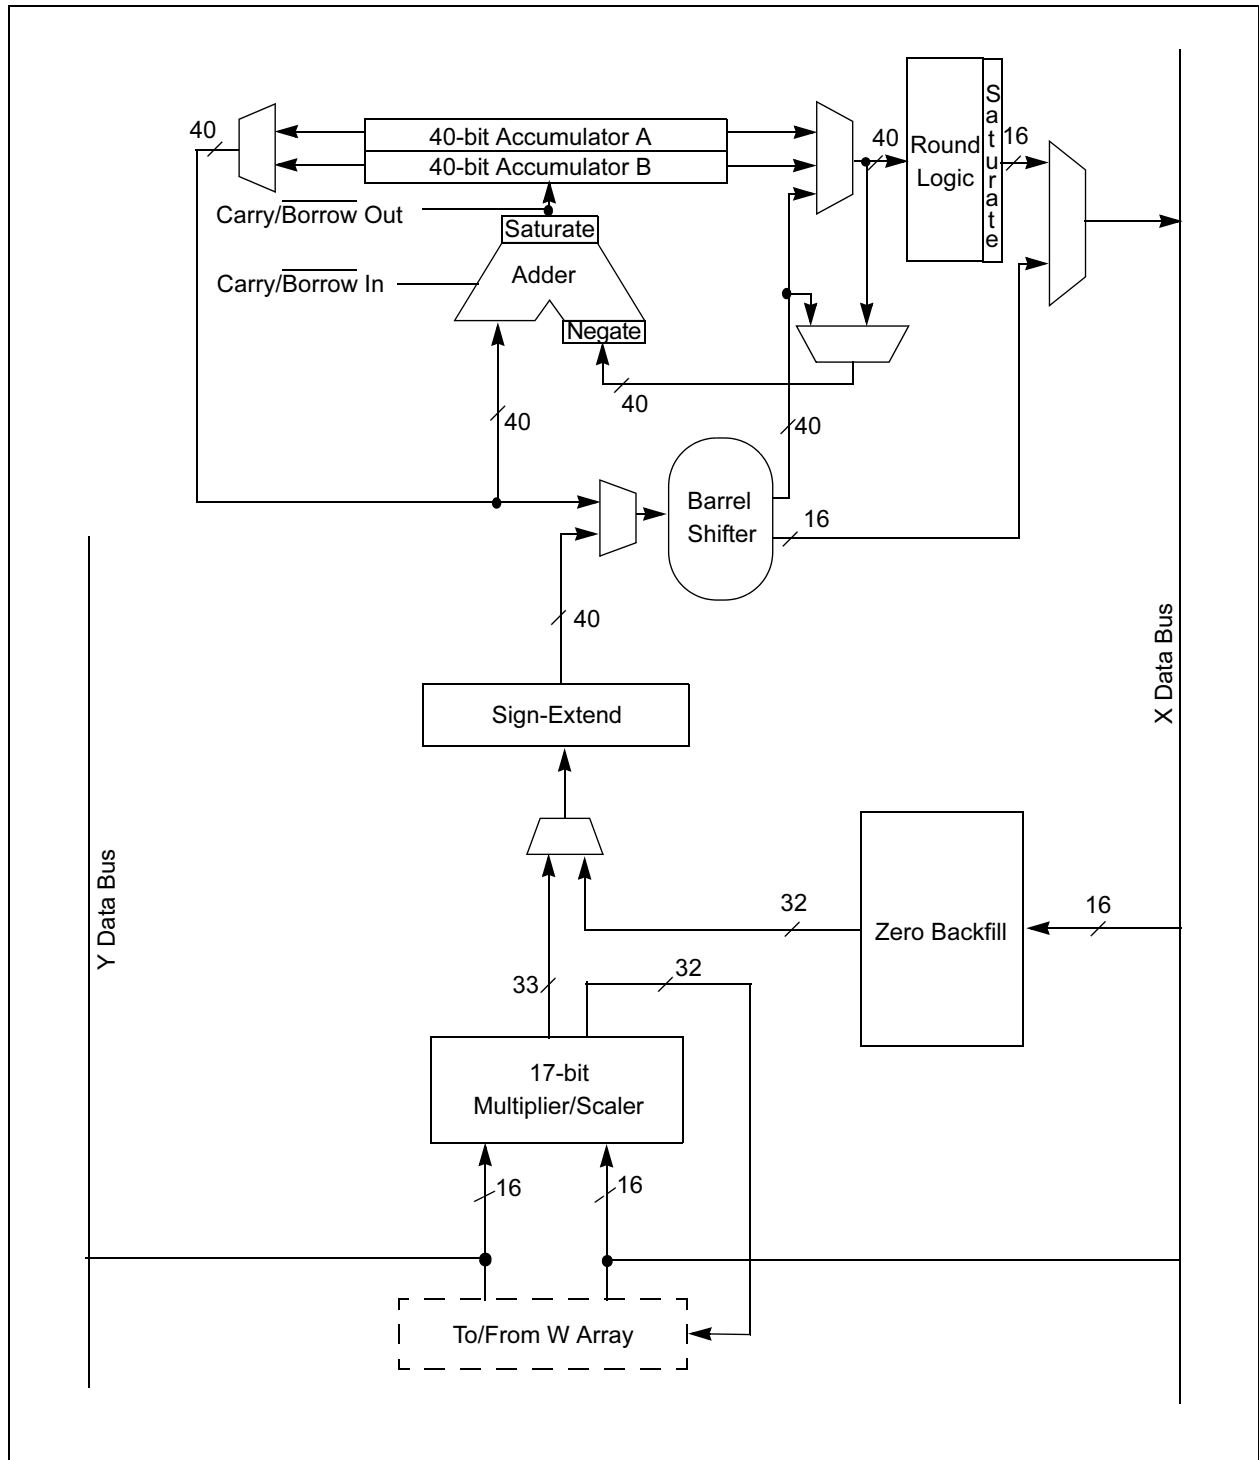 40
40-bit Accumulator A
40-bit Accumulator B
40
Round
Logic
Saturate
16
Carry/Borrow Out
Saturate
Carry/Borrow In
Adder
Negate
40
40
40
Barrel
Shifter
16
40
Sign-Extend
X Data Bus
Y Data Bus
32
Zero Backfill
16
33
32
17-bit
Multiplier/Scaler
16
16
To/From W Array